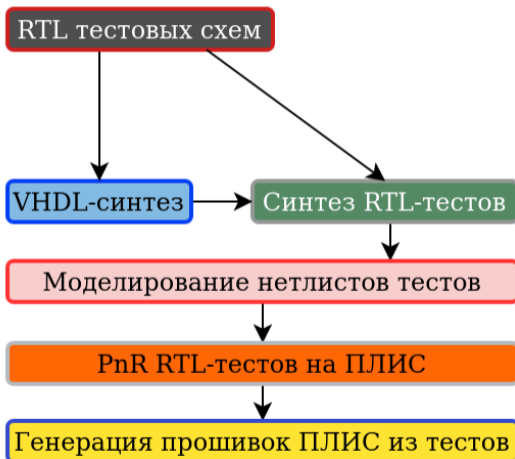 RTL тестовых схем
VHDL-синтез
Синтез RTL-тестов
Моделирование нетлистов тестов
PnR RTL-тестов на ПЛИС
Генерация прошивок ПЛИС из тестов